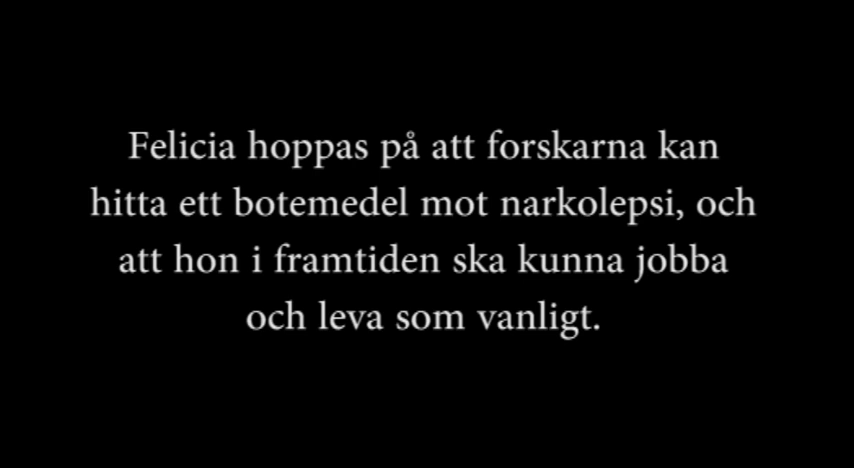 Felicia hoppas på att forskarna kan
hitta ett botemedel mot narkolepsi, och
att hon i framtiden ska kunna jobba
och leva som vanligt.